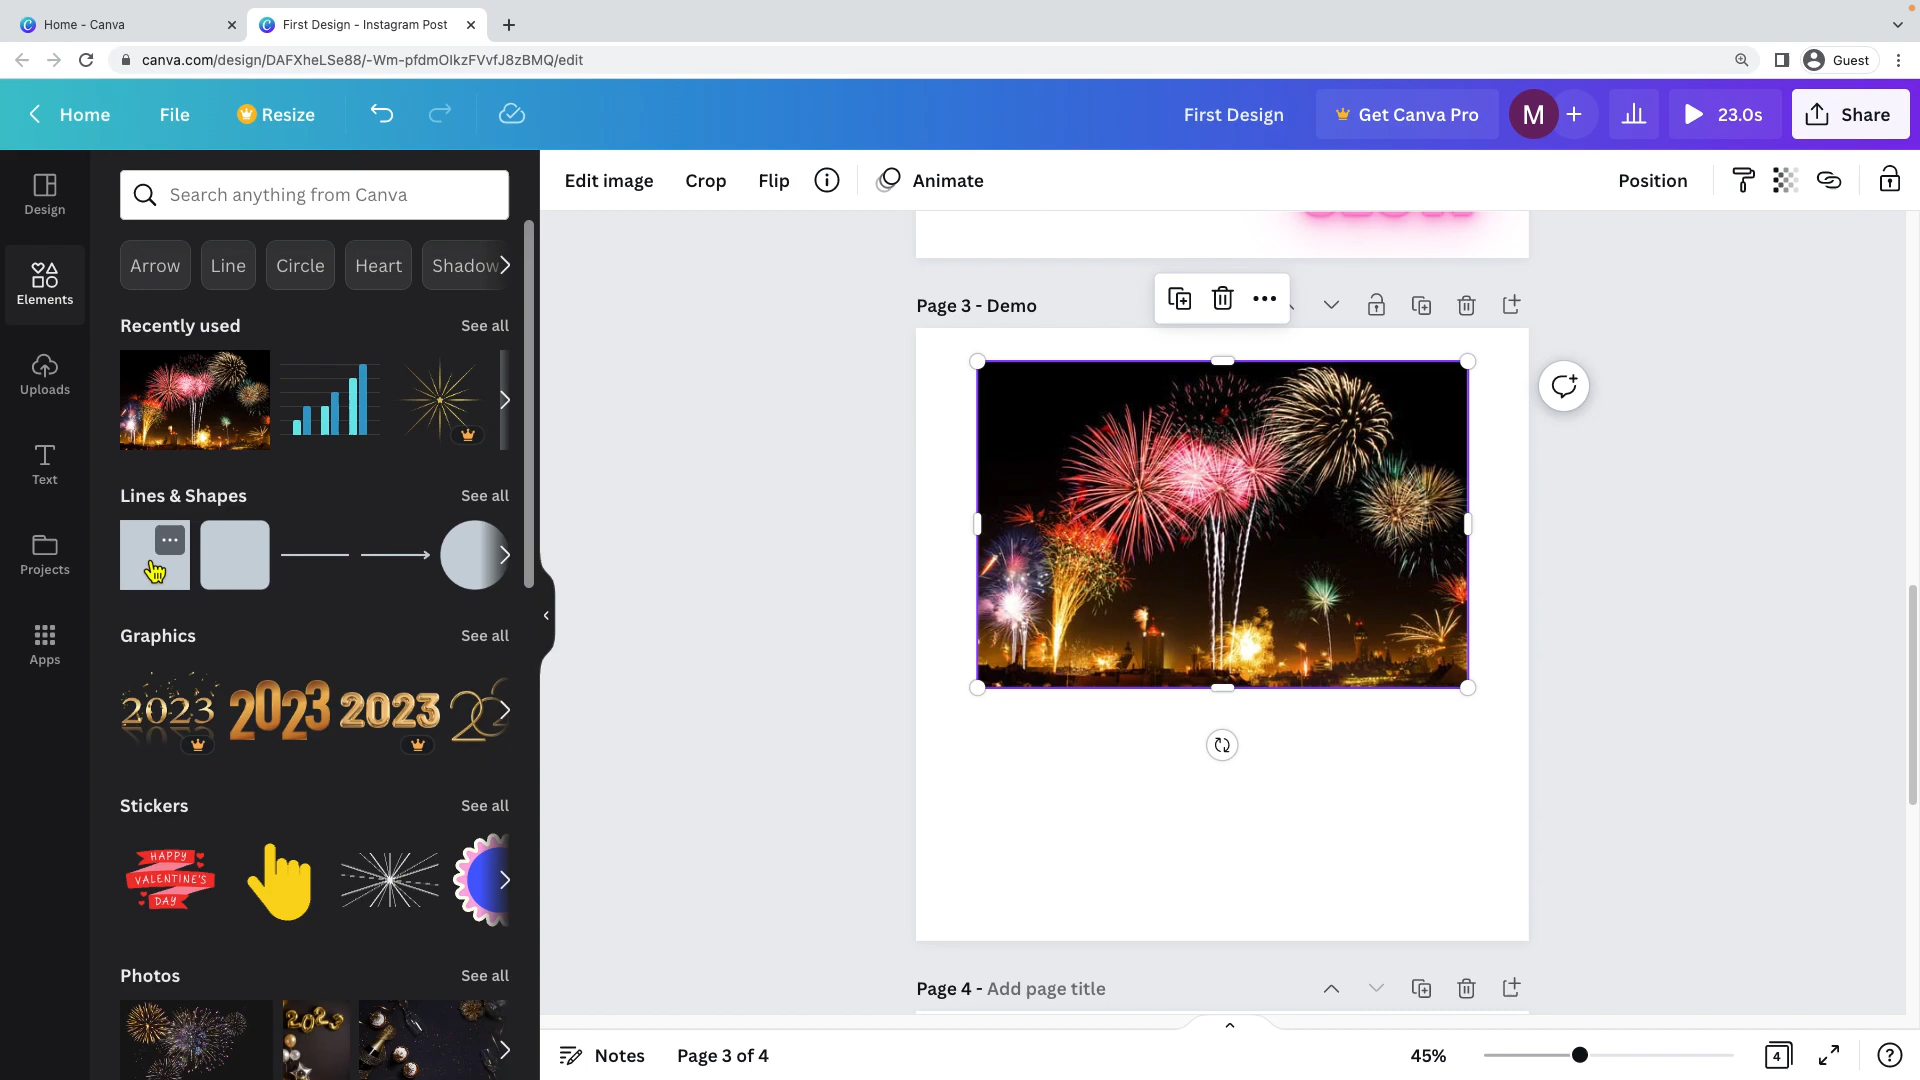 Home - Canva
First Design - Instagram Post
canva.com/design/DAFXheLSe88/-Wm-pfdmOIkzFVvfJ8zBMQ/edit
Guest
Home
File
Resize
First Design
Get Canva Pro
M
23.0s
Share
Design
Elements
Uploads
Text
Projects
Apps
Search anything from Canva
Arrow
Line
Circle
Heart
Shadow
Recently used
See all
Lines & Shapes
See all
Graphics
See all
2023
2023
2023
Stickers
See all
HAPPY
VALENTINE'S
DAY
Photos
See all
2023
Edit image
Crop
Flip
Animate
Position
Page 3 - Demo
Page 4 - Add page title
Notes
Page 3 of 4
45%
4